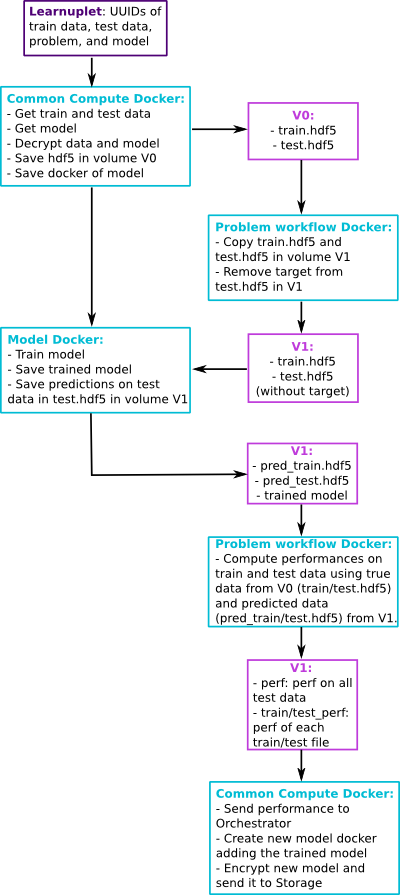 Learnuplet: UUIDs of
train data, test data,
problem, and model
Common Compute Docker:
- Get train and test data
- Get model
- Decrypt data and model
- Save hdf5 in volume V0
- Save docker of model
V0:
- train.hdf5
- test.hdf5
Problem workflow Docker:
- Copy train.hdf5 and
test.hdf5 in volume V1
- Remove target from
test.hdf5 in V1
Model Docker:
- Train model
- Save trained model
- Save predictions on test
data in test.hdf5 in volume V1
V1:
- train.hdf5
- test.hdf5
(without target)
V1:
- pred_train.hdf5
- pred_test.hdf5
- trained model
Problem workflow Docker:
- Compute performances on
train and test data using true
data from V0 (train/test.hdf5)
and predicted data
(pred_train/test.hdf5) from V1.
V1:
- perf: perf on all
test data
- train/test_perf:
perf of each
train/test file
Common Compute Docker:
- Send performance to
Orchestrator
- Create new model docker
adding the trained model
- Encrypt new model and
send it to Storage